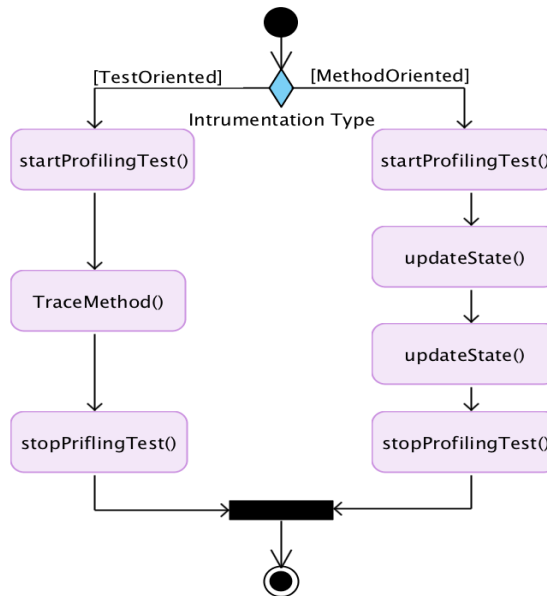 [TestOriented]
[MethodOriented]
Intrumentation Type
startProfilingTest()
startProfilingTest()
updateState()
TraceMethod()
updateState()
stopPriflingTest()
stopProfilingTest()